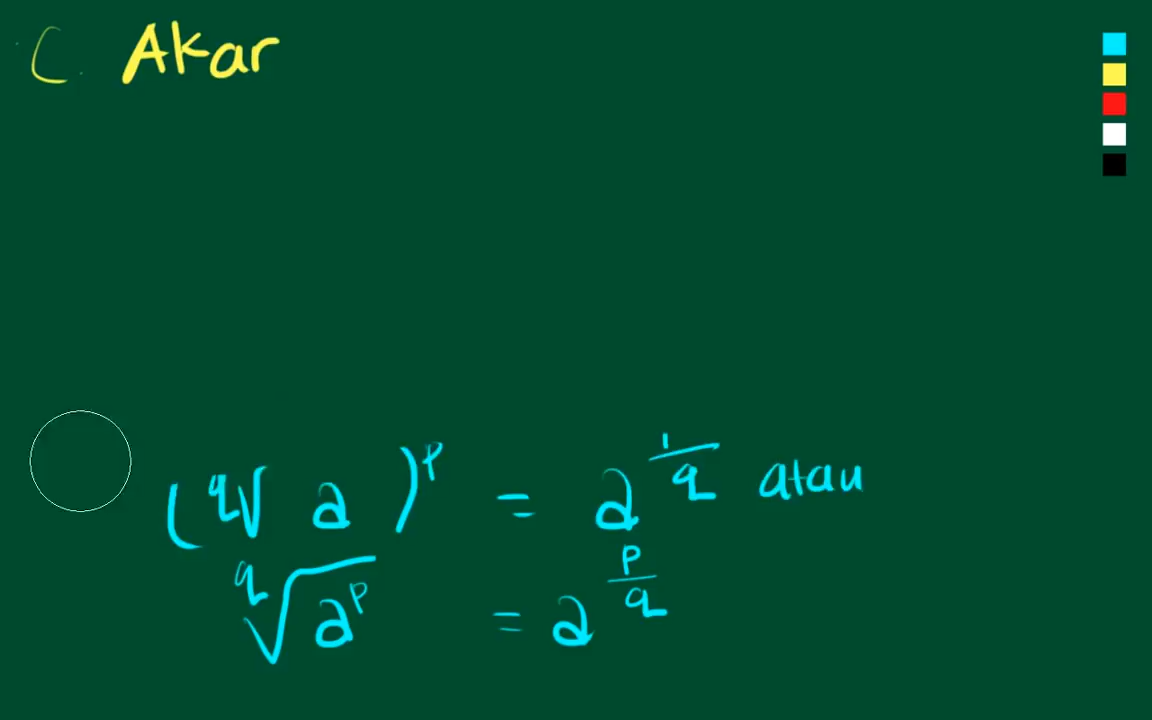 C. Akar
(q√a)^p = a^(1/q) atau
q√(a^p) = a^(p/q)